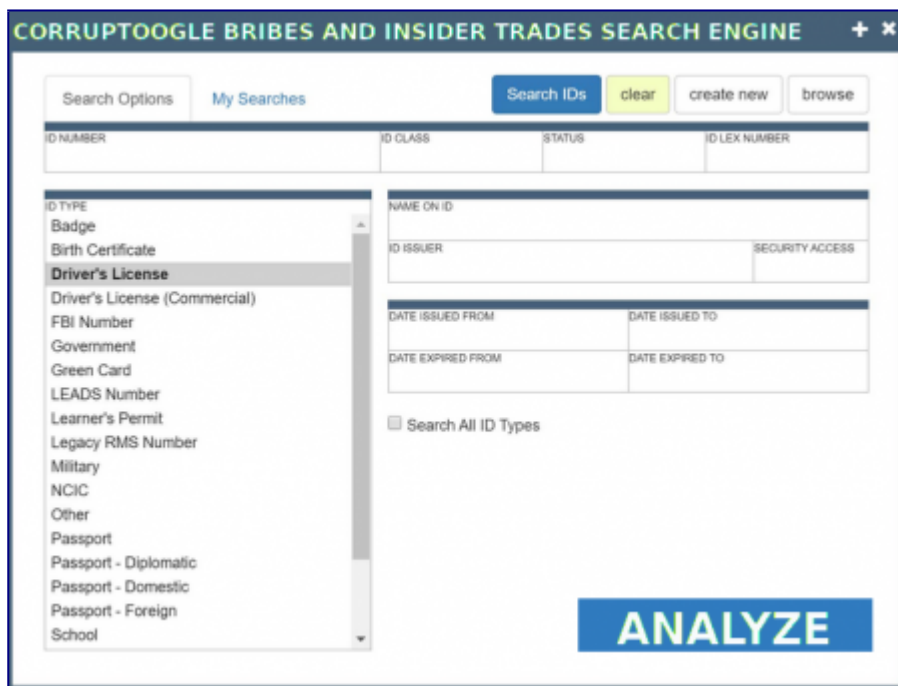 CORRUPTOOGLE BRIBES AND INSIDER TRADES SEARCH ENGINE + ×
Search Options My Searches Search IDs clear create new browse
ID NUMBER ID CLASS STATUS ID LEX NUMBER
ID TYPE
Badge
Birth Certificate
Driver's License
Driver's License (Commercial)
FBI Number
Government
Green Card
LEADS Number
Learner's Permit
Legacy RMS Number
Military
NCIC
Other
Passport
Passport - Diplomatic
Passport - Domestic
Passport - Foreign
School
NAME ON ID
ID ISSUER SECURITY ACCESS
DATE ISSUED FROM DATE ISSUED TO
DATE EXPIRED FROM DATE EXPIRED TO
Search All ID Types
ANALYZE